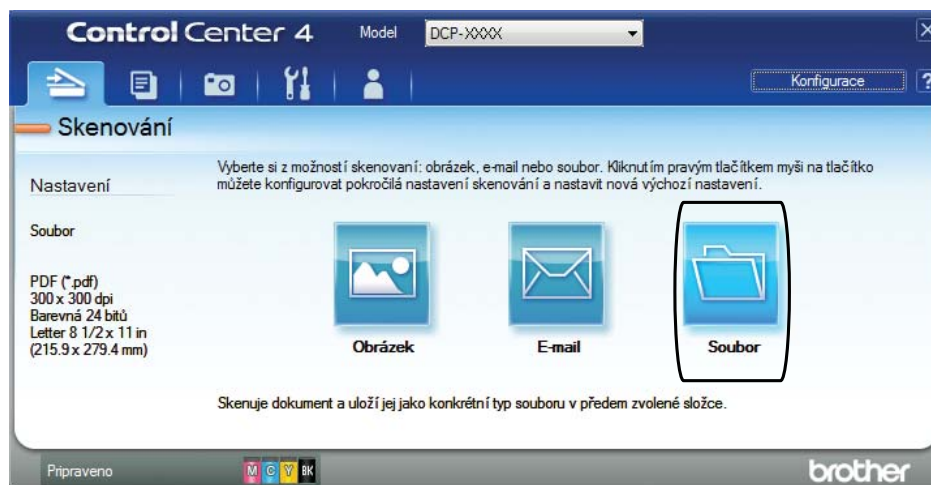 Control Center 4
Model
DCP-XXXX
Konfigurace
?
Skenování
Vyberte si z možností skenovaní: obrázek, e-mail nebo soubor. Kliknutím pravým tlačítkem myši na tlačítko
můžete konfigurovat pokročilá nastavení skenování a nastavit nová výchozí nastavení.
Nastavení
Soubor
PDF (*.pdf)
300 x 300 dpi
Barevná 24 bitů
Letter 8 1/2 x 11 in
(215.9 x 279.4 mm)
Obrázek
E-mail
Soubor
Skenuje dokument a uloží jej jako konkrétní typ souboru v předem zvolené složce.
Pripraveno
M C Y BK
brother